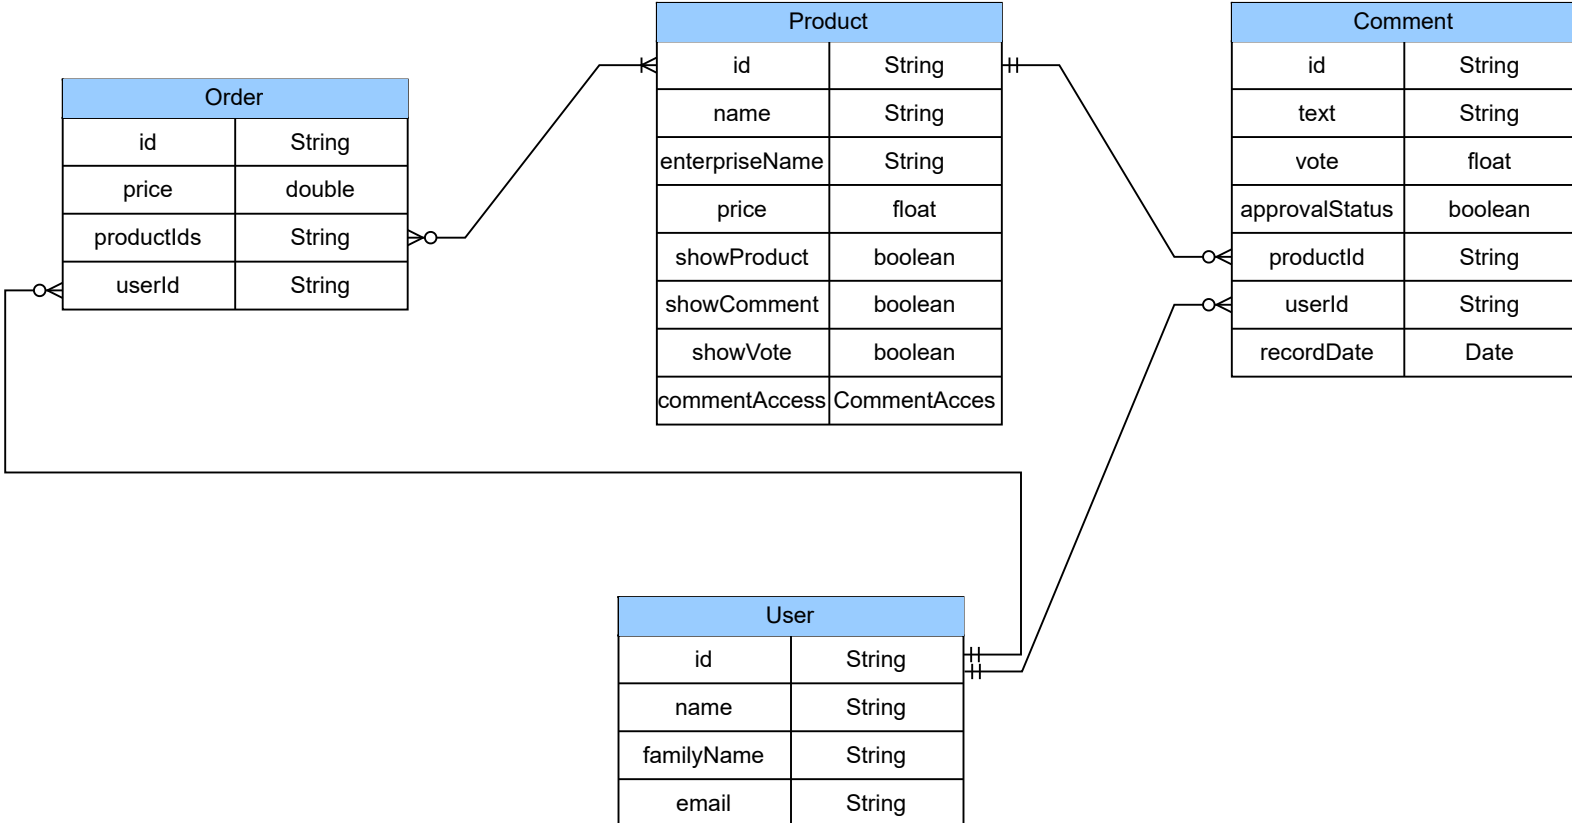 Order
id String
price double
productIds String
userId String
Product
id String
name String
enterpriseName String
price float
showProduct boolean
showComment boolean
showVote boolean
commentAccess CommentAcces
Comment
id String
text String
vote float
approvalStatus boolean
productId String
userId String
recordDate Date
User
id String
name String
familyName String
email String